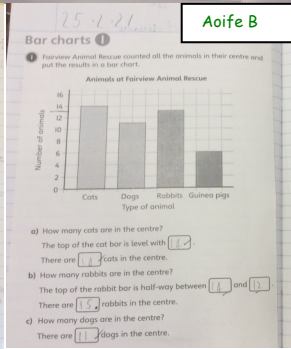 25.2.21
Aoife B
Bar charts 1
1 Fairview Animal Rescue counted all the animals in their centre and
put the results in a bar chart.
Animals at Fairview Animal Rescue
Number of animals
16
14
12
10
8
6
4
2
0
Cats Dogs Rabbits Guinea pigs
Type of animal
a) How many cats are in the centre?
The top of the cat bar is level with 14.
There are 14 cats in the centre.
b) How many rabbits are in the centre?
The top of the rabbit bar is half-way between and 12.
There are rabbits in the centre.
c) How many dogs are in the centre?
There are 11 dogs in the centre.